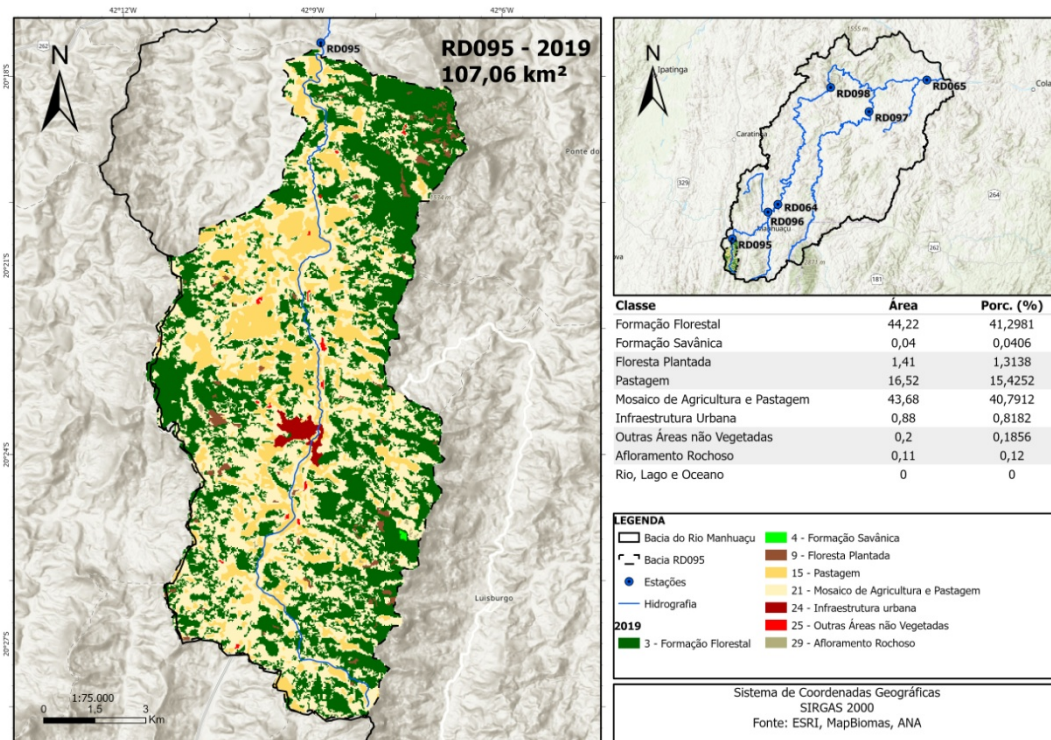 42°12'W
42°9'W
42°6'W
20°18'S
20°21'S
20°24'S
20°27'S
262
N
RD095
RD095 - 2019
107,06 km²
Ponte do
Luisburgo
1:75.000
0 1,5 3
Km
N
Ipatinga
Caratinga
329
Manhuaçu
264
262
181
Cola
RD098
RD065
RD097
RD064
RD096
RD095
Classe Área Porc. (%)
Formação Florestal 44,22 41,2981
Formação Savânica 0,04 0,0406
Floresta Plantada 1,41 1,3138
Pastagem 16,52 15,4252
Mosaico de Agricultura e Pastagem 43,68 40,7912
Infraestrutura Urbana 0,88 0,8182
Outras Áreas não Vegetadas 0,2 0,1856
Afloramento Rochoso 0,11 0,12
Rio, Lago e Oceano 0 0
LEGENDA
Bacia do Rio Manhuaçu
Bacia RD095
Estações
Hidrografia
2019
3 - Formação Florestal
4 - Formação Savânica
9 - Floresta Plantada
15 - Pastagem
21 - Mosaico de Agricultura e Pastagem
24 - Infraestrutura urbana
25 - Outras Áreas não Vegetadas
29 - Afloramento Rochoso
Sistema de Coordenadas Geográficas
SIRGAS 2000
Fonte: ESRI, MapBiomas, ANA